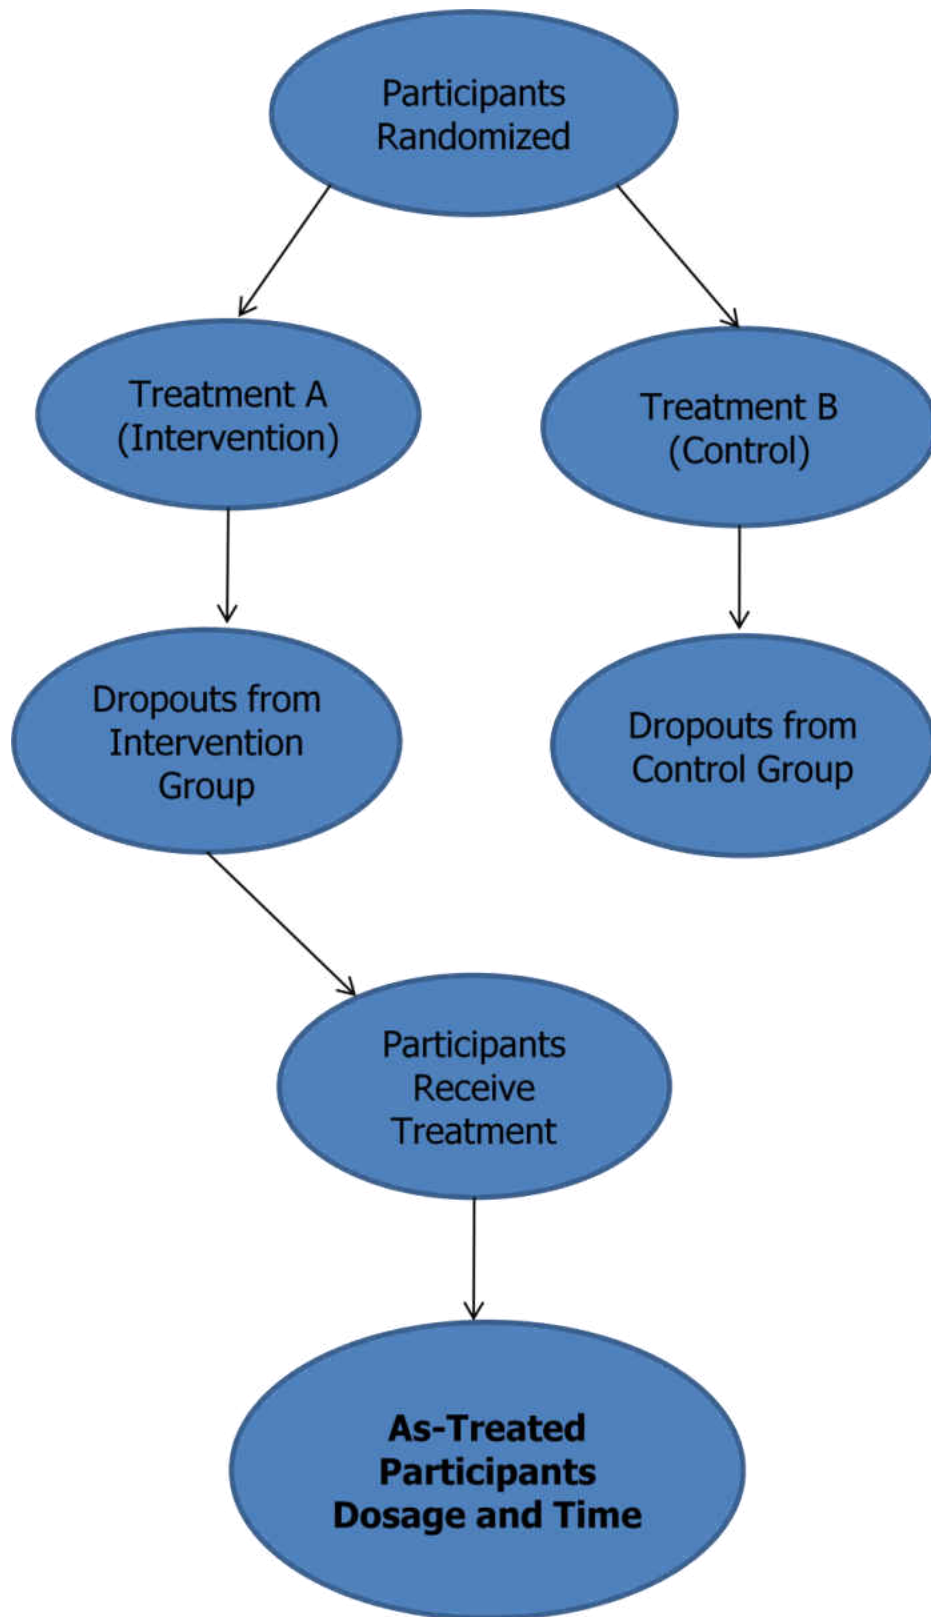 Participants
Randomized
Treatment A
(Intervention)
Treatment B
(Control)
Dropouts from
Intervention
Group
Dropouts from
Control Group
Participants
Receive
Treatment
As-Treated
Participants
Dosage and Time